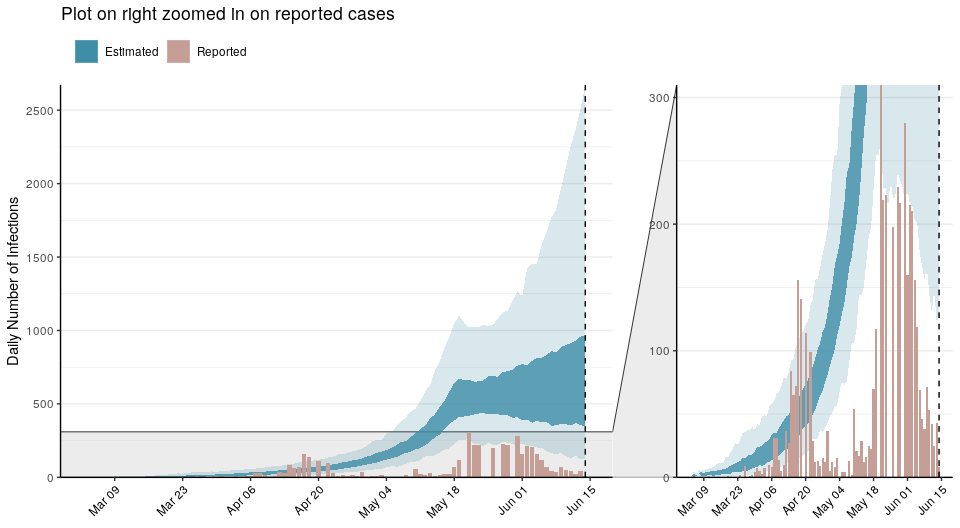 Plot on right zoomed in on reported cases
Estimated Reported
Daily Number of Infections
2500
2000
1500
1000
500
0
Mar 09 Mar 23 Apr 06 Apr 20 May 04 May 18 Jun 01 Jun 15
300
200
100
0
Mar 09 Mar 23 Apr 06 Apr 20 May 04 May 18 Jun 01 Jun 15